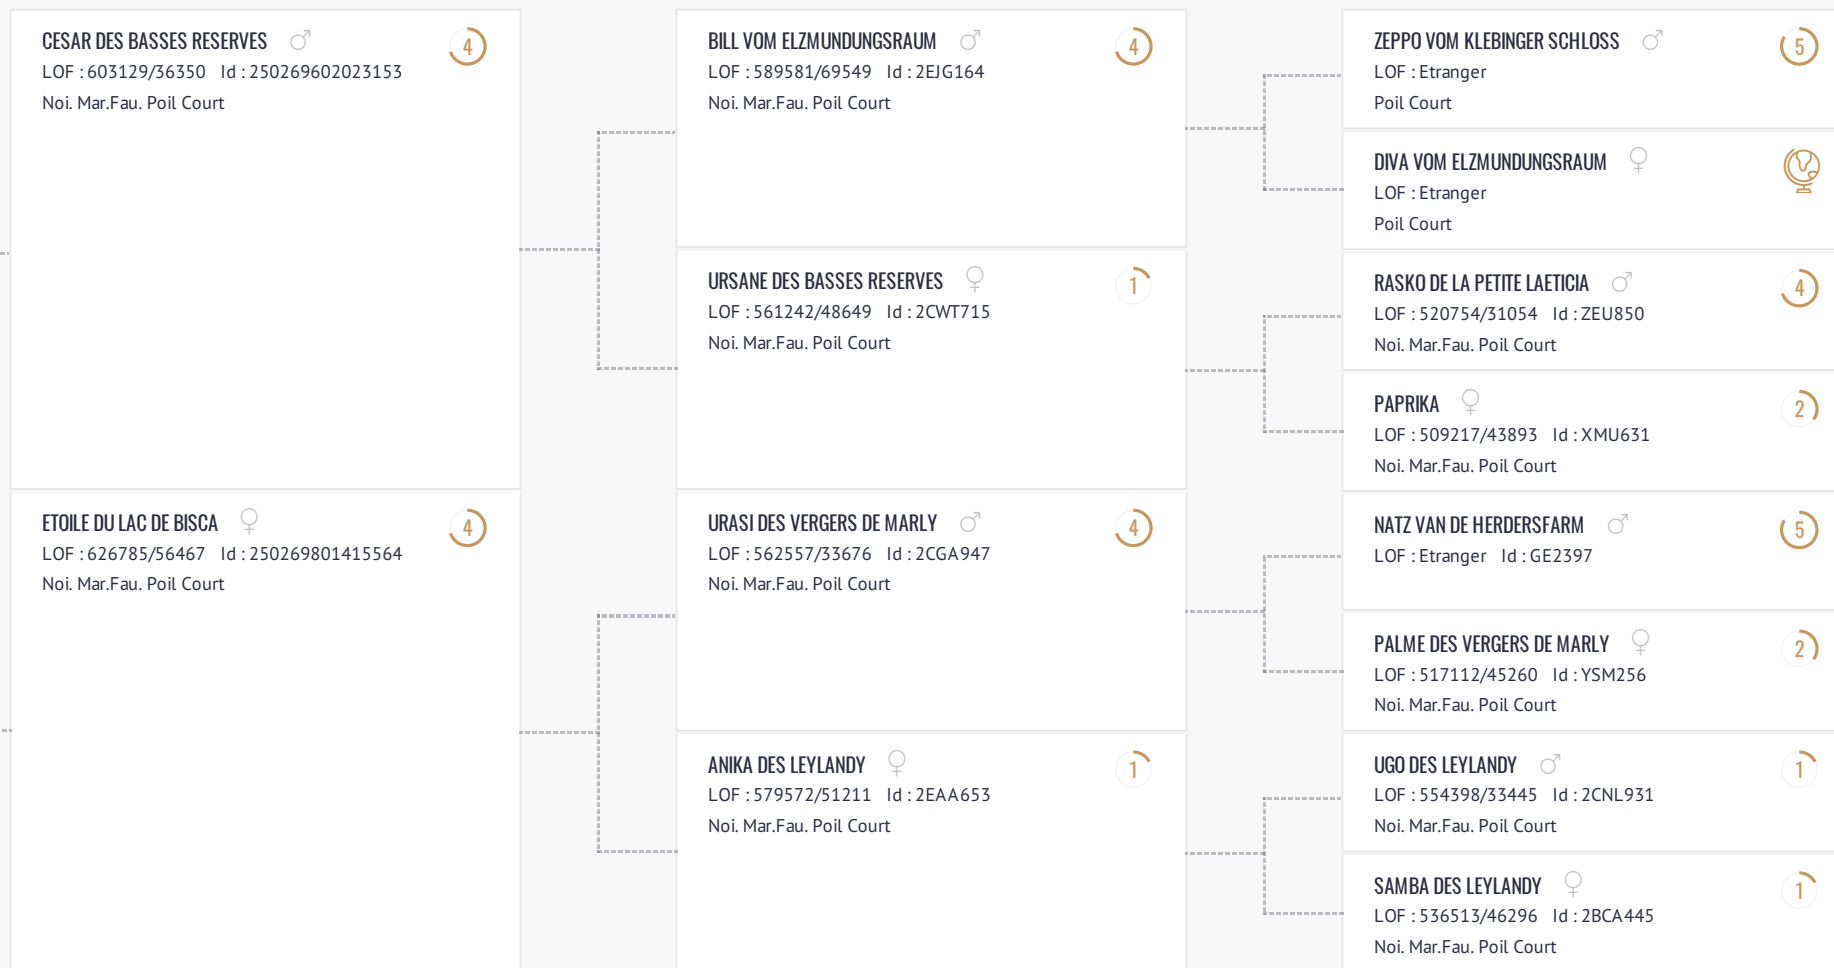 CESAR DES BASSES RESERVES
4
LOF : 603129/36350 Id : 250269602023153
Noi. Mar.Fau. Poil Court
ETOILE DU LAC DE BISCA
4
LOF : 626785/56467 Id : 250269801415564
Noi. Mar.Fau. Poil Court
BILL VOM ELZMUNDUNGSRAUM
4
LOF : 589581/69549 Id : 2EJG164
Noi. Mar.Fau. Poil Court
URSANE DES BASSES RESERVES
1
LOF : 561242/48649 Id : 2CWT715
Noi. Mar.Fau. Poil Court
URASI DES VERGERS DE MARLY
4
LOF : 562557/33676 Id : 2CGA947
Noi. Mar.Fau. Poil Court
ANIKA DES LEYLANDY
1
LOF : 579572/51211 Id : 2EAA653
Noi. Mar.Fau. Poil Court
ZEPPO VOM KLEBINGER SCHLOSS
5
LOF : Etranger
Poil Court
DIVA VOM ELZMUNDUNGSRAUM
LOF : Etranger
Poil Court
RASKO DE LA PETITE LAETICIA
4
LOF : 520754/31054 Id : ZEU850
Noi. Mar.Fau. Poil Court
PAPRIKA
2
LOF : 509217/43893 Id : XMU631
Noi. Mar.Fau. Poil Court
NATZ VAN DE HERDERSFARM
5
LOF : Etranger Id : GE2397
PALME DES VERGERS DE MARLY
2
LOF : 517112/45260 Id : YSM256
Noi. Mar.Fau. Poil Court
UGO DES LEYLANDY
1
LOF : 554398/33445 Id : 2CNL931
Noi. Mar.Fau. Poil Court
SAMBA DES LEYLANDY
1
LOF : 536513/46296 Id : 2BCA445
Noi. Mar.Fau. Poil Court